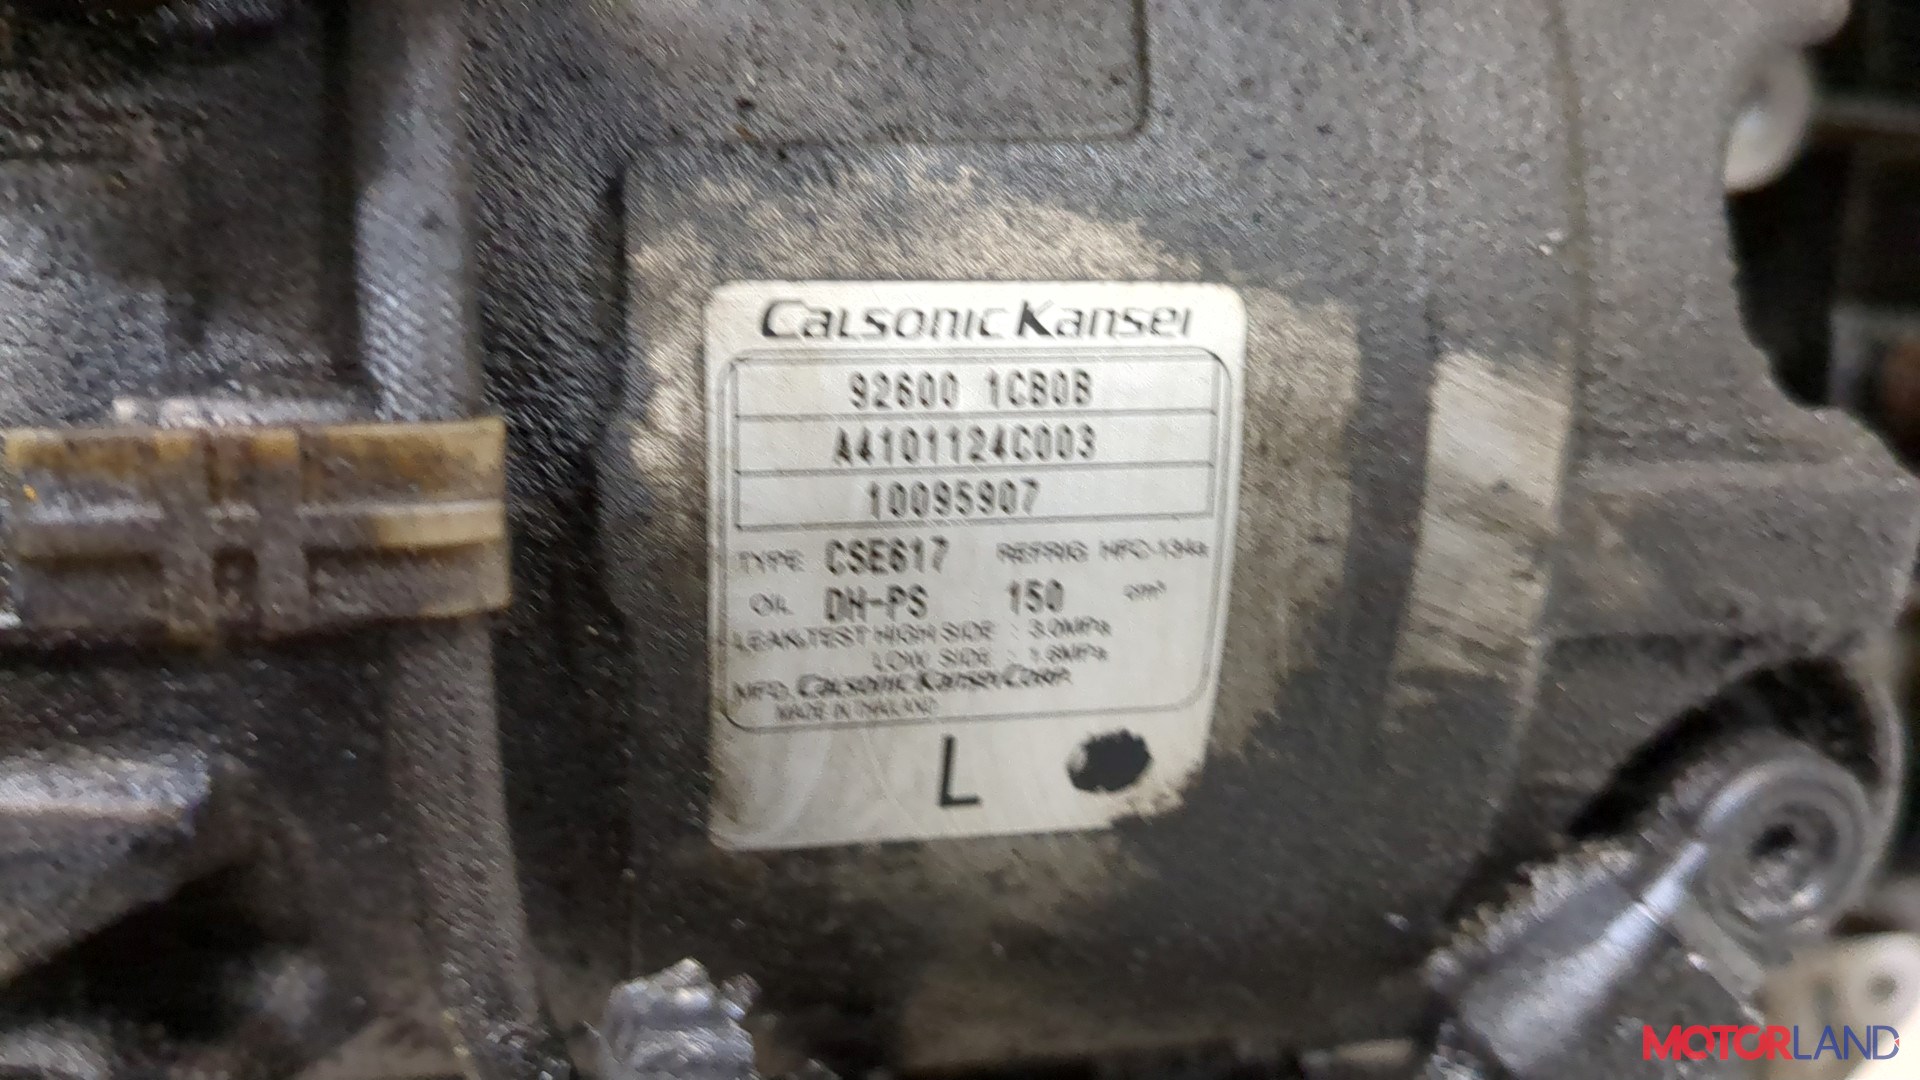 Calsonic Kansei
92600 1CB0B
A4101124C003
10095907
TYPE CSE617 REFRIG HFC-134a
OIL DH-PS 150 cm³
LEAK TEST HIGH SIDE : 3.0MPa
LOW SIDE : 1.6MPa
MFD. Calsonic Kansei Corp.
MADE IN THAILAND
L
MOTORLAND